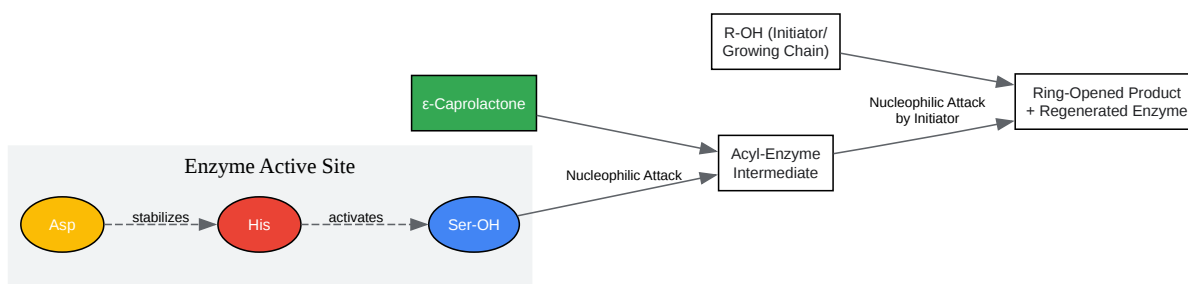 R-OH (Initiator/
Growing Chain)
ε-Caprolactone
Nucleophilic Attack
by Initiator
Ring-Opened Product
+ Regenerated Enzyme
Enzyme Active Site
Acyl-Enzyme
Intermediate
Nucleophilic Attack
Asp
stabilizes
His
activates
Ser-OH